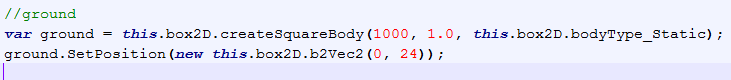 //ground
var ground = this.box2D.createSquareBody(1000, 1.0, this.box2D.bodyType_Static);
ground.SetPosition(new this.box2D.b2Vec2(0, 24));